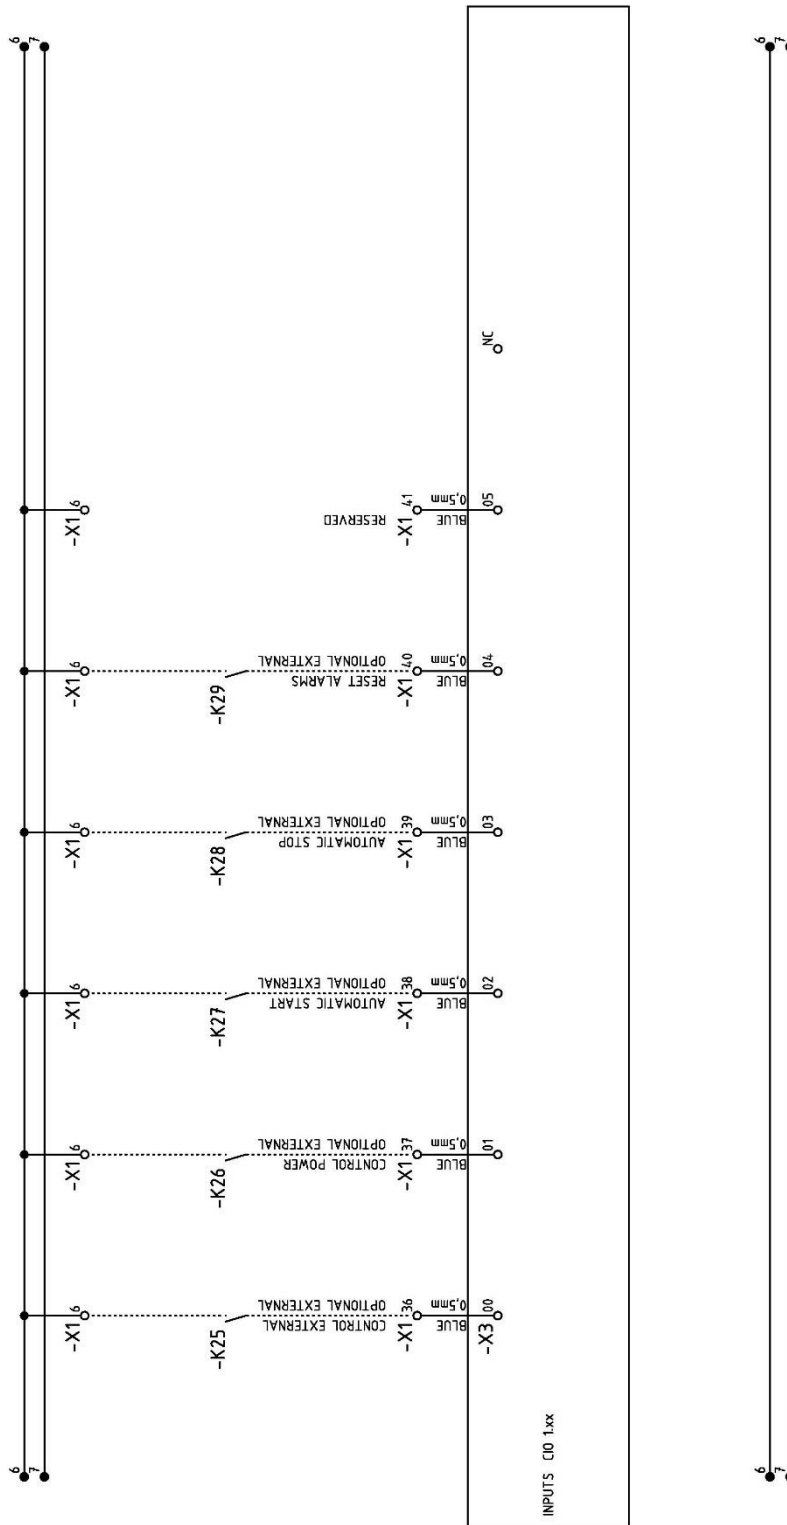 6
7
6
7
-X1 6
-X1 6
-X1 6
-X1 6
-X1 6
-X1 6
-K25
-K26
-K27
-K28
-K29
CONTROL EXTERNAL
OPTIONAL EXTERNAL
CONTROL POWER
OPTIONAL EXTERNAL
AUTOMATIC START
OPTIONAL EXTERNAL
AUTOMATIC STOP
OPTIONAL EXTERNAL
RESET ALARMS
OPTIONAL EXTERNAL
RESERVED
-X1 36
-X1 37
-X1 38
-X1 39
-X1 40
-X1 41
BLUE
0,5mm
BLUE
0,5mm
BLUE
0,5mm
BLUE
0,5mm
BLUE
0,5mm
BLUE
0,5mm
-X3 00
01
02
03
04
05
NC
INPUTS CIO 1.xx
6
7
6
7